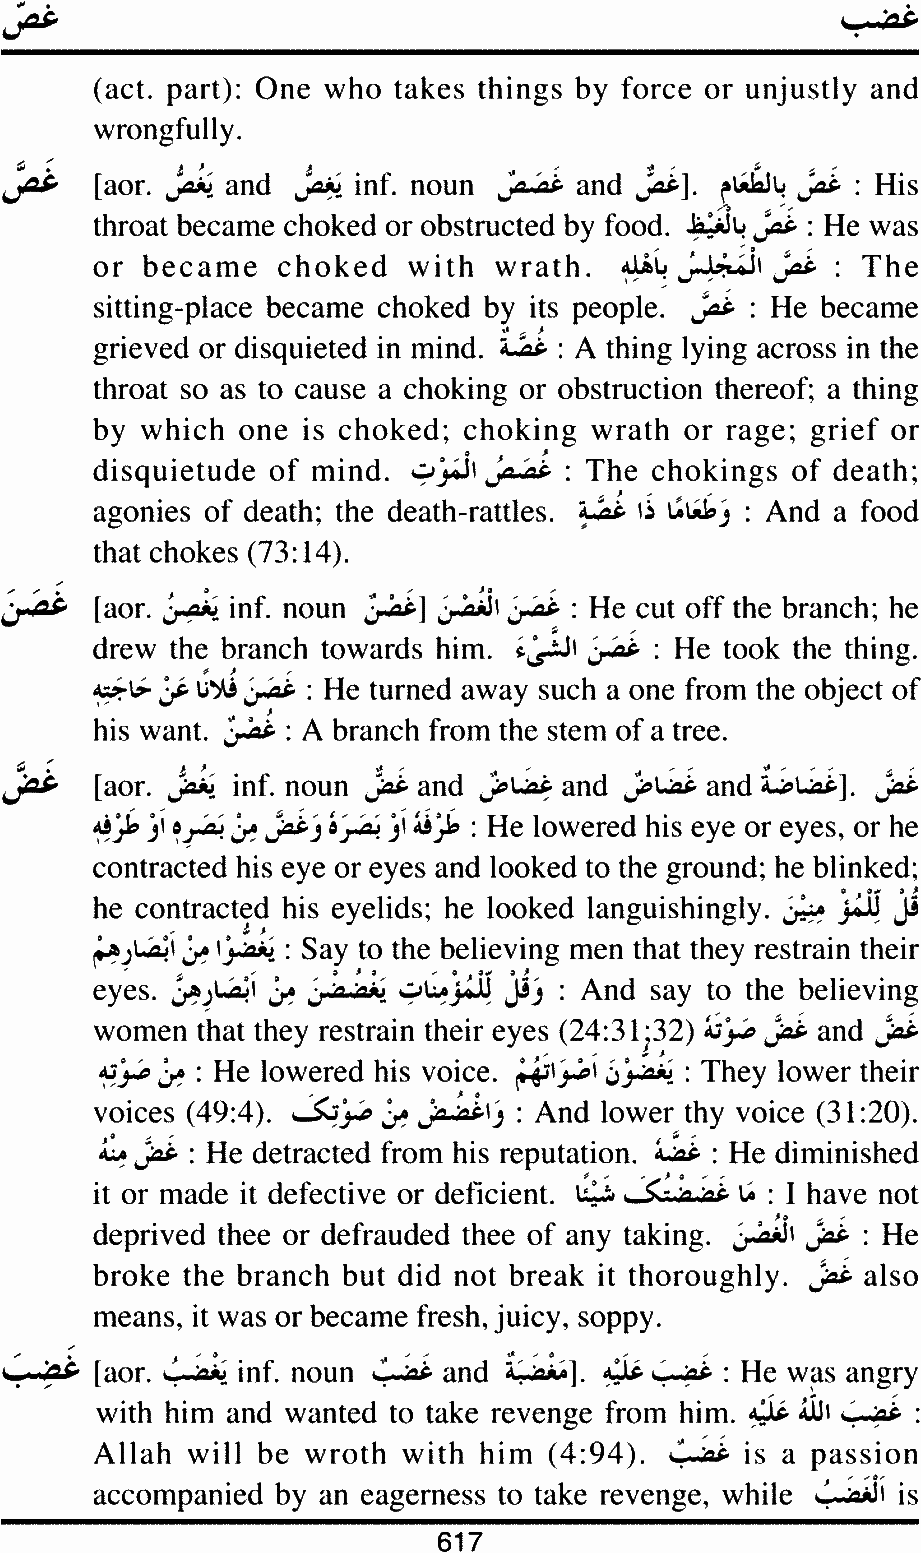 غصّ غضب
(act. part): One who takes things by force or unjustly and
wrongfully.
غَصَّ [aor. يَغَصُّ and يَغُصُّ inf. noun غَصَصٌ and غَصٌّ]. غَصَّ بِالطَّعَامِ : His
throat became choked or obstructed by food. غَصَّ بِالْغَيْظِ : He was
or became choked with wrath. غَصَّ الْمَجْلِسُ بِاَهْلِهِ : The
sitting-place became choked by its people. غَصَّ : He became
grieved or disquieted in mind. غُصَّةٌ : A thing lying across in the
throat so as to cause a choking or obstruction thereof; a thing
by which one is choked; choking wrath or rage; grief or
disquietude of mind. غُصَصُ الْمَوْتِ : The chokings of death;
agonies of death; the death-rattles. وَطَعَامًا ذَا غُصَّةٍ : And a food
that chokes (73:14).
غَصَنَ [aor. يَغْصِنُ inf. noun غَصْنٌ] غَصَنَ الْغُصْنَ : He cut off the branch; he
drew the branch towards him. غَصَنَ الشَّىْءَ : He took the thing.
غَصَنَ فُلَانًا عَنْ حَاجَتِهِ : He turned away such a one from the object of
his want. غُصْنٌ : A branch from the stem of a tree.
غَضَّ [aor. يَغُضُّ inf. noun غَضٌّ and غِضَاضٌ and غَضَاضٌ and غَضَاضَةٌ]. غَضَّ
طَرْفَهُ اَوْ بَصَرَهُ وَغَضَّ مِنْ بَصَرِهِ اَوْ طَرْفِهِ : He lowered his eye or eyes, or he
contracted his eye or eyes and looked to the ground; he blinked;
he contracted his eyelids; he looked languishingly. قُلْ لِّلْمُؤْ مِنِيْنَ
يَغُضُّوْا مِنْ اَبْصَارِهِمْ : Say to the believing men that they restrain their
eyes. وَقُلْ لِّلْمُؤْمِنَاتِ يَغْضُضْنَ مِنْ اَبْصَارِهِنَّ : And say to the believing
women that they restrain their eyes (24:31;32) غَضَّ صَوْتَهُ and غَضَّ
مِنْ صَوْتِهِ : He lowered his voice. يَغُضُّوْنَ اَصْوَاتَهُمْ : They lower their
voices (49:4). وَاغْضُضْ مِنْ صَوْتِكَ : And lower thy voice (31:20).
غَضَّ مِنْهُ : He detracted from his reputation. غَضَّهُ : He diminished
it or made it defective or deficient. مَا غَضَضْتُكَ شَيْئًا : I have not
deprived thee or defrauded thee of any taking. غَضَّ الْغُصْنَ : He
broke the branch but did not break it thoroughly. غَضَّ also
means, it was or became fresh, juicy, soppy.
غَضِبَ [aor. يَغْضَبُ inf. noun غَضَبٌ and مَغْضَبَةٌ]. غَضِبَ عَلَيْهِ : He was angry
with him and wanted to take revenge from him. غَضِبَ اللّٰهُ عَلَيْهِ :
Allah will be wroth with him (4:94). غَضَبٌ is a passion
accompanied by an eagerness to take revenge, while اَلْغَضَبُ is
617